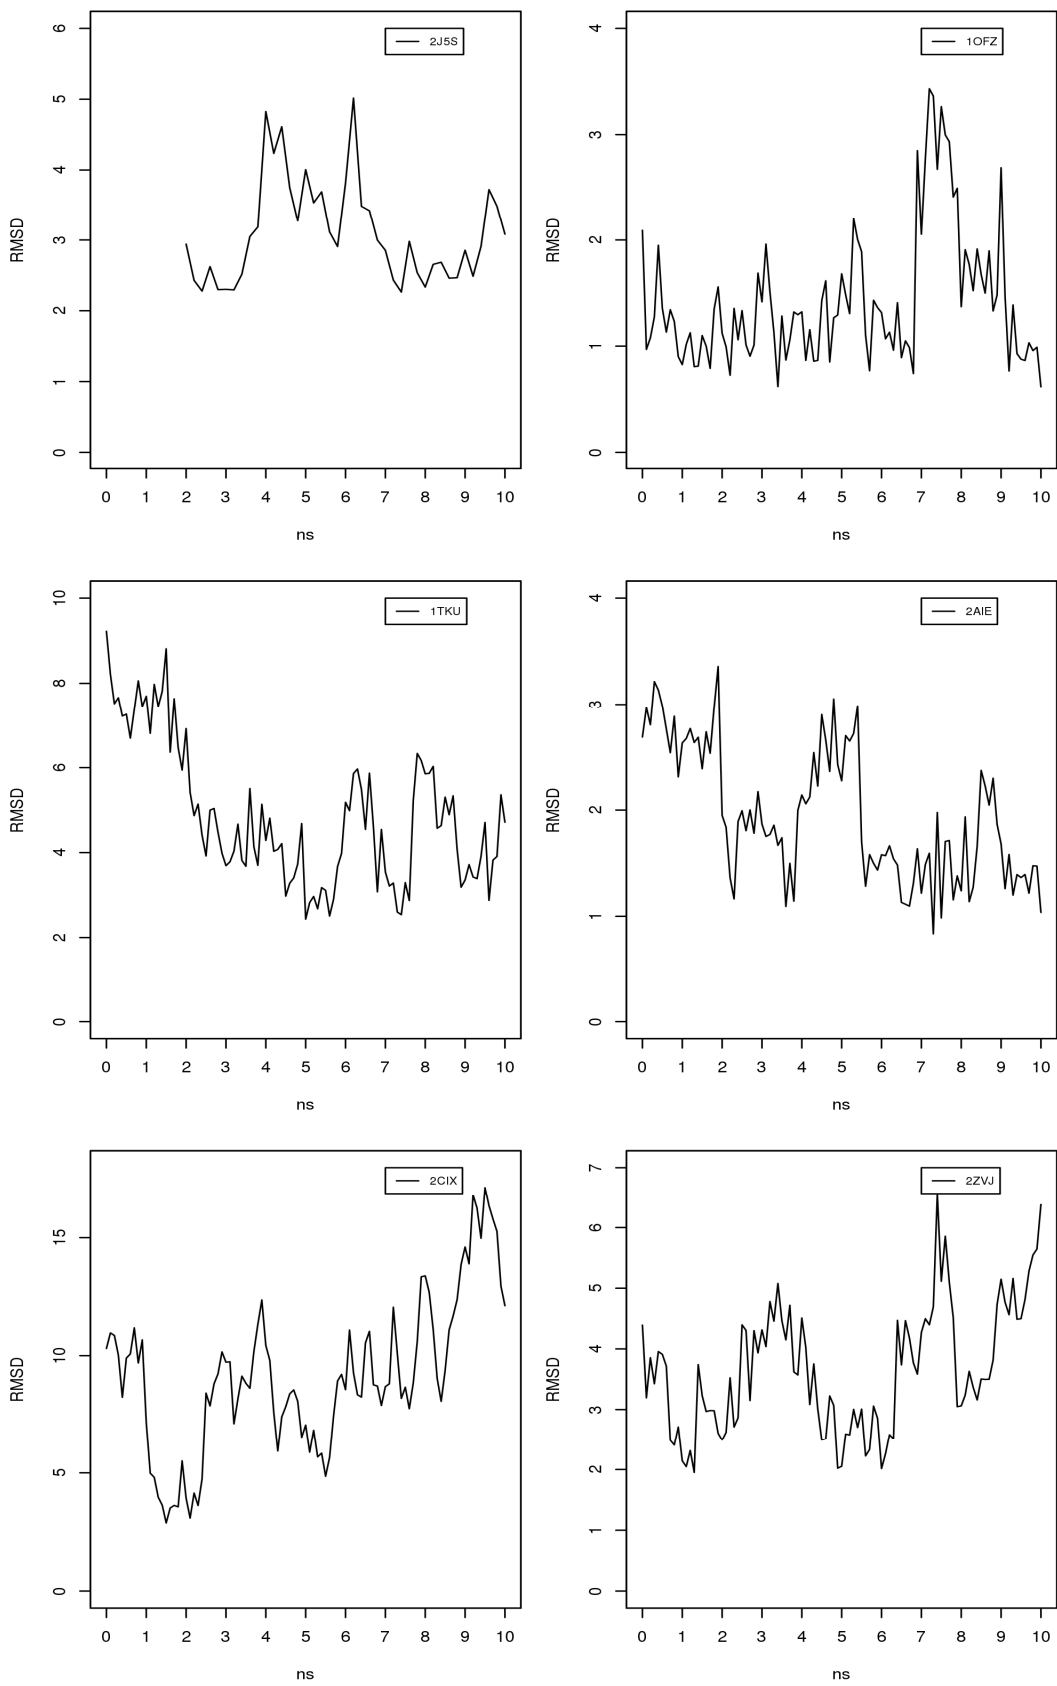 2J5S
RMSD
0 1 2 3 4 5 6
0 1 2 3 4 5 6 7 8 9 10
ns
1OFZ
RMSD
0 1 2 3 4
0 1 2 3 4 5 6 7 8 9 10
ns
1TKU
RMSD
0 2 4 6 8 10
0 1 2 3 4 5 6 7 8 9 10
ns
2AIE
RMSD
0 1 2 3 4
0 1 2 3 4 5 6 7 8 9 10
ns
2CIX
RMSD
0 5 10 15
0 1 2 3 4 5 6 7 8 9 10
ns
2ZVJ
RMSD
0 1 2 3 4 5 6 7
0 1 2 3 4 5 6 7 8 9 10
ns